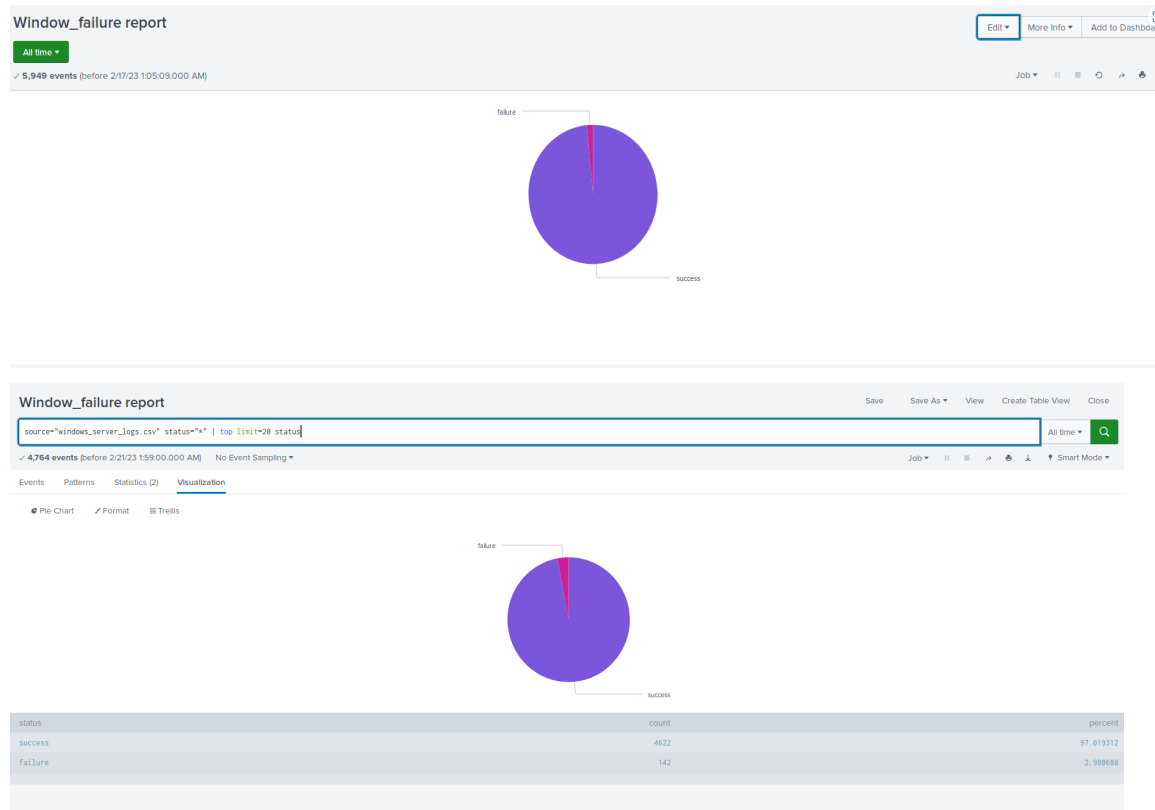 Window_failure report
Edit ▾ More Info ▾ Add to Dashboa
All time ▾
✓ 5,949 events (before 2/17/23 1:05:09.000 AM)
Job ▾
failure
success
Window_failure report
Save Save As ▾ View Create Table View Close
source="windows_server_logs.csv" status="*" | top limit=20 status
All time ▾
✓ 4,764 events (before 2/21/23 1:59:00.000 AM) No Event Sampling ▾
Job ▾ Smart Mode ▾
Events Patterns Statistics (2) Visualization
Pie Chart Format Trellis
failure
success
status count percent
success 4622 97.019312
failure 142 2.980688